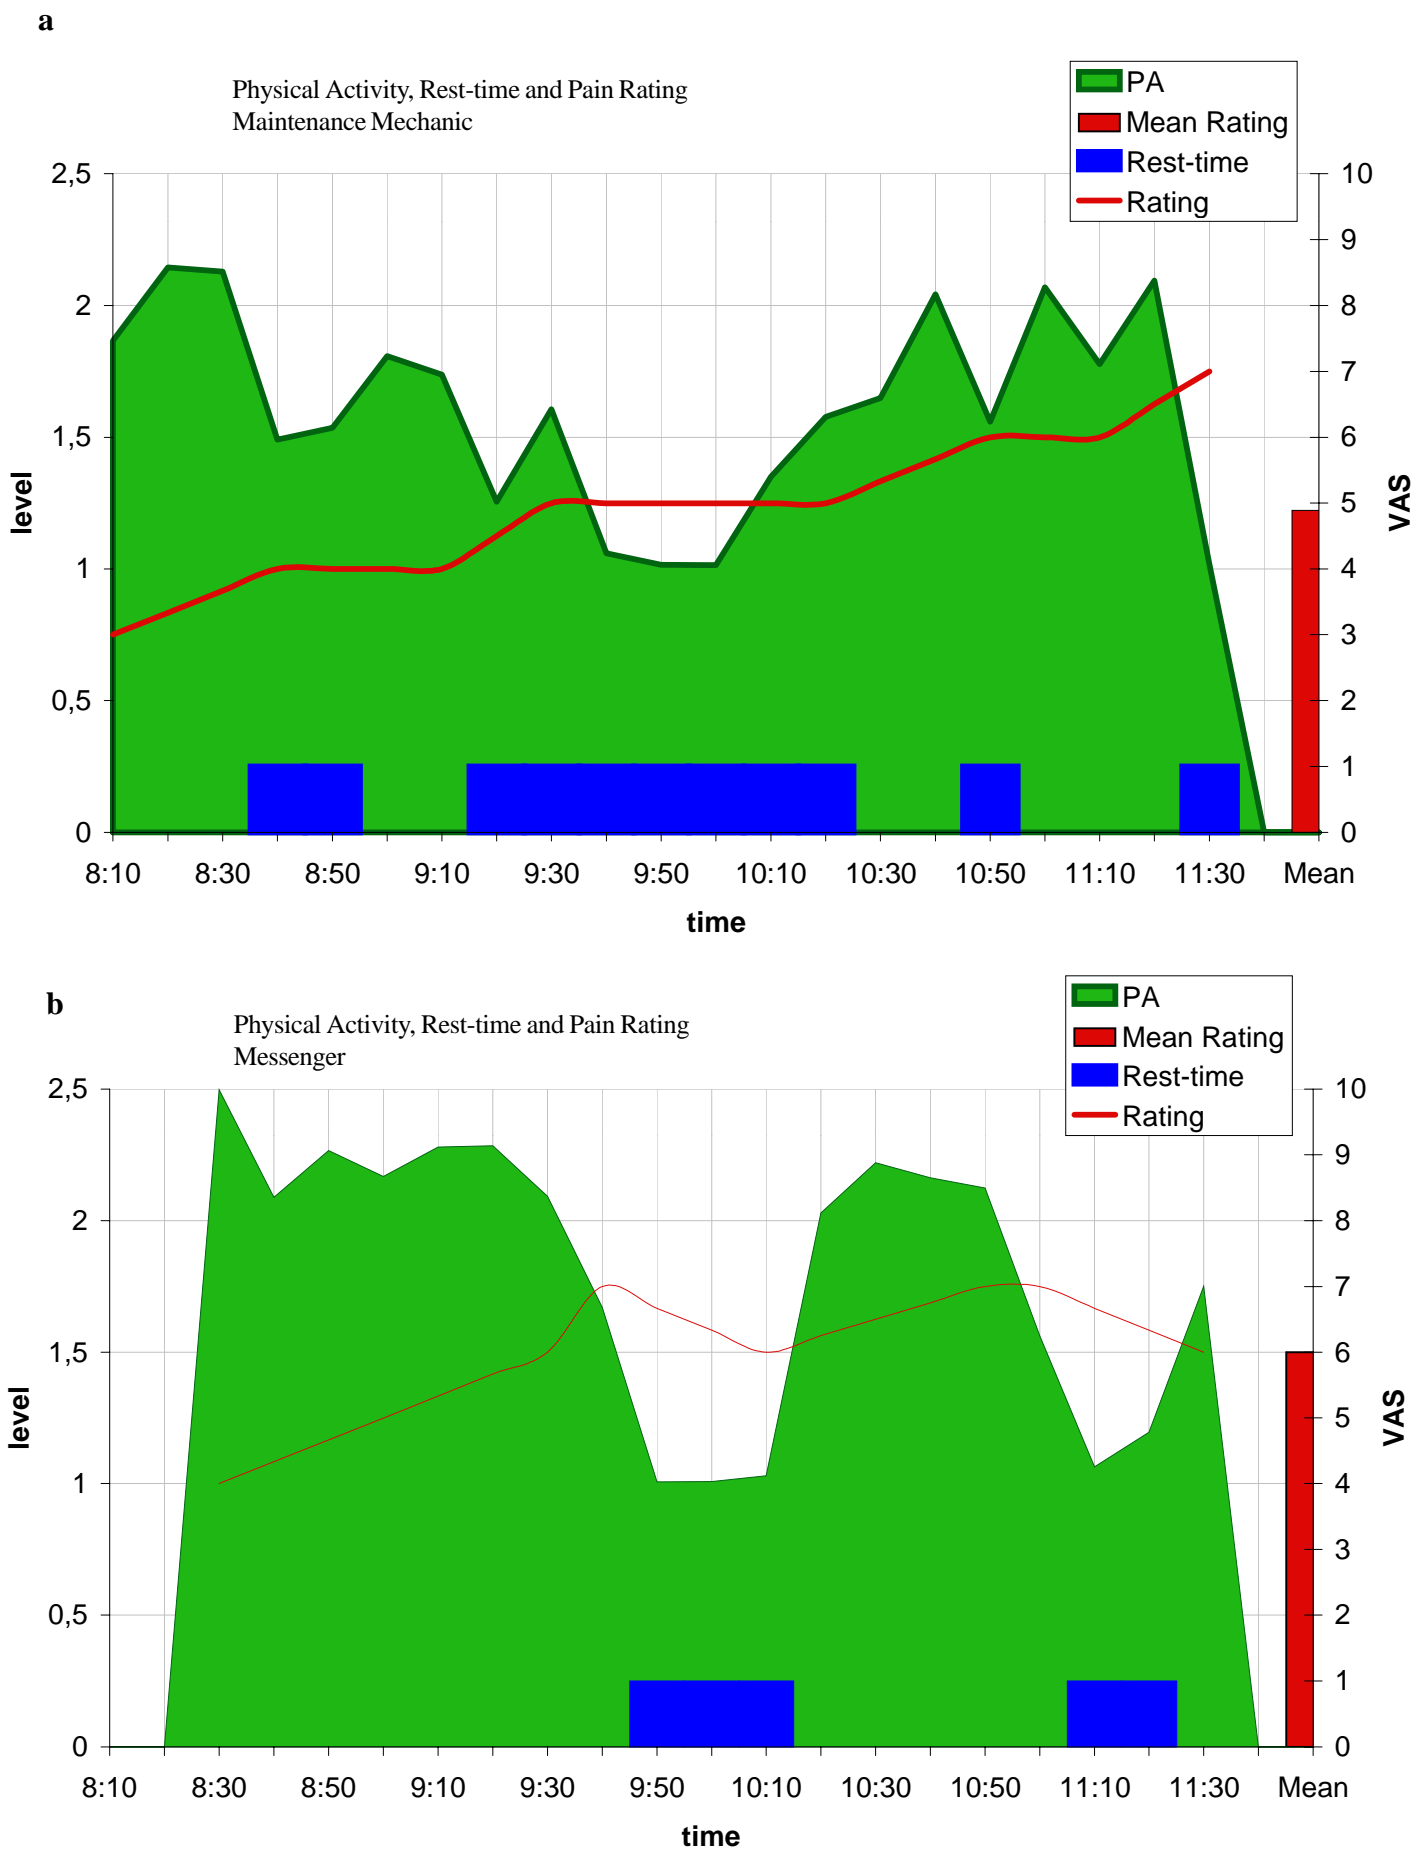 a
Physical Activity, Rest-time and Pain Rating
Maintenance Mechanic
PA
Mean Rating
Rest-time
Rating
2,5
2
1,5
1
0,5
0
level
10
9
8
7
6
5
4
3
2
1
0
VAS
8:10 8:30 8:50 9:10 9:30 9:50 10:10 10:30 10:50 11:10 11:30 Mean
time
b
Physical Activity, Rest-time and Pain Rating
Messenger
PA
Mean Rating
Rest-time
Rating
2,5
2
1,5
1
0,5
0
level
10
9
8
7
6
5
4
3
2
1
0
VAS
8:10 8:30 8:50 9:10 9:30 9:50 10:10 10:30 10:50 11:10 11:30 Mean
time